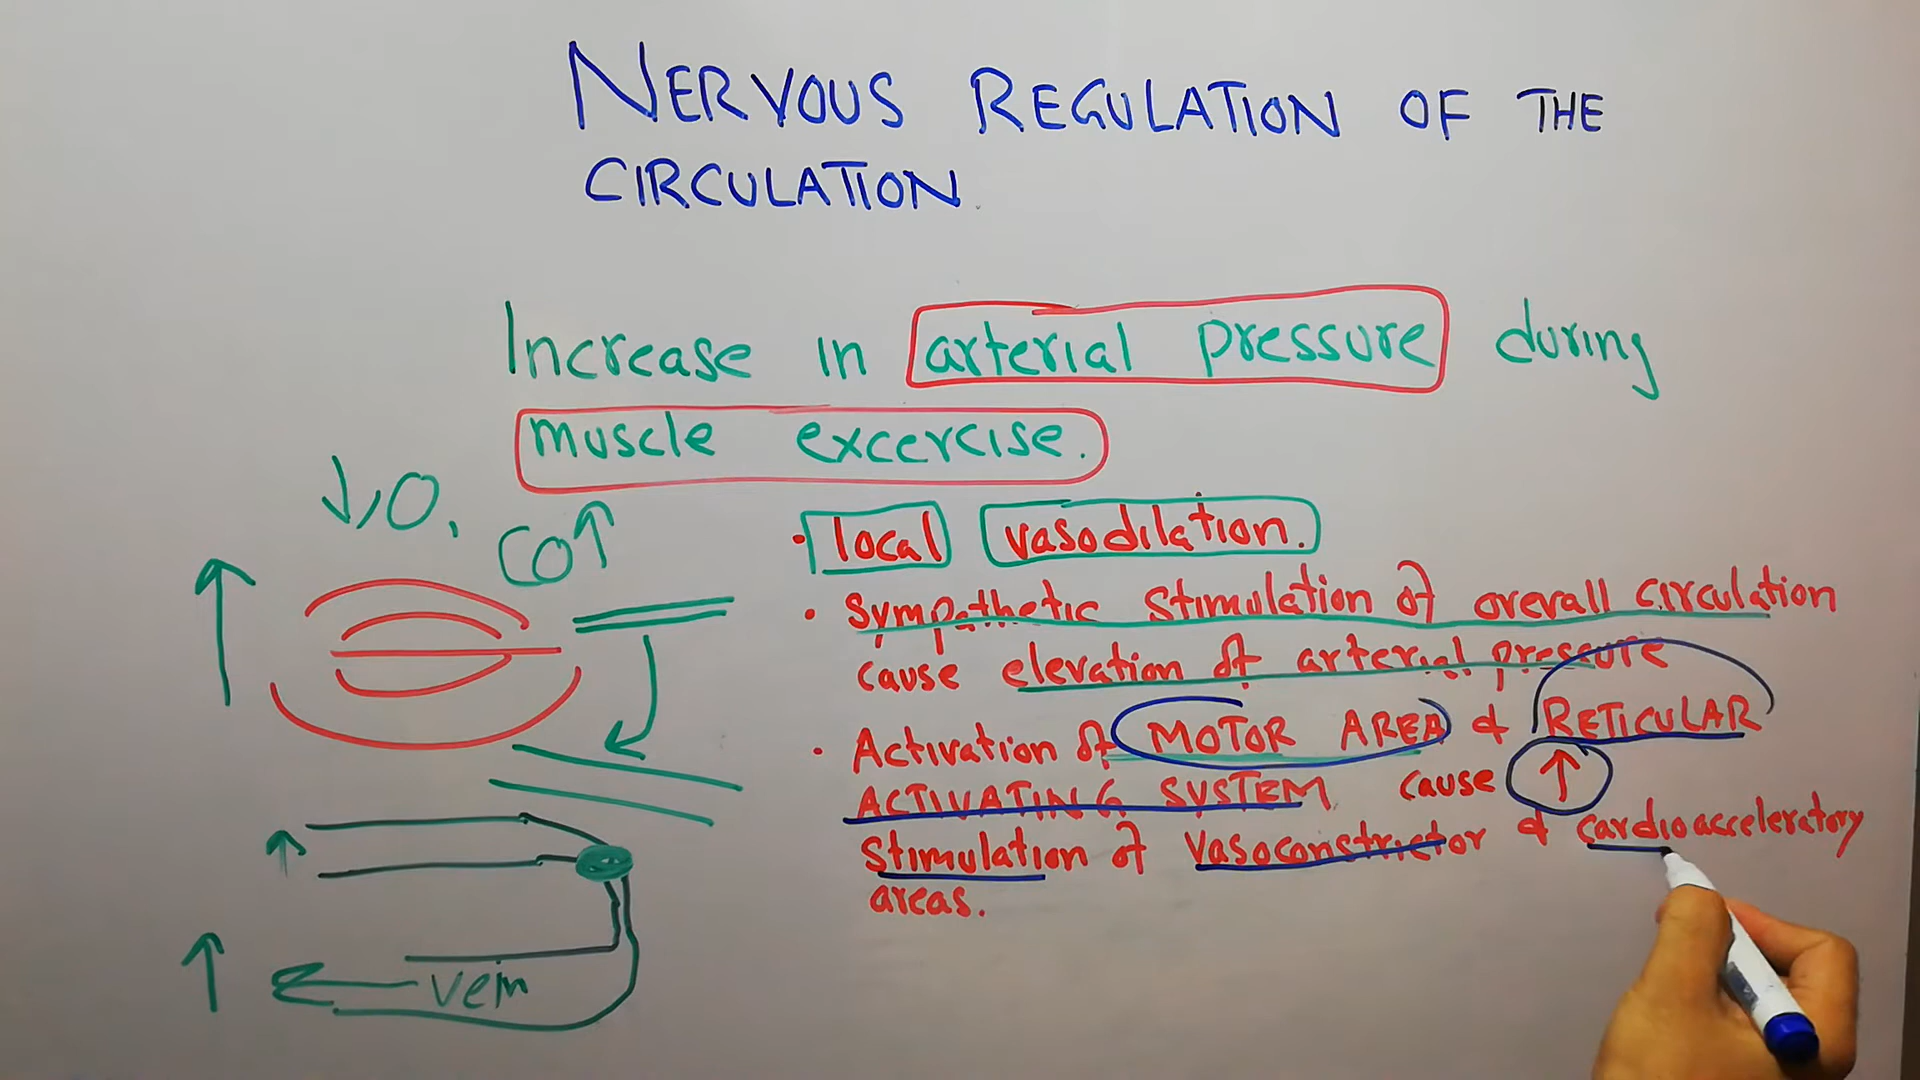 NERVOUS REGULATION OF THE
CIRCULATION.
Increase in arterial pressure during
muscle excercise.
↓,O.
CO↑
• local vasodilation.
• Sympathetic stimulation of overall circulation
cause elevation of arterial pressure
• Activation of MOTOR AREA & RETICULAR
ACTIVATING SYSTEM cause ↑
stimulation of vasoconstrictor & cardioacceleratory
areas.
vein